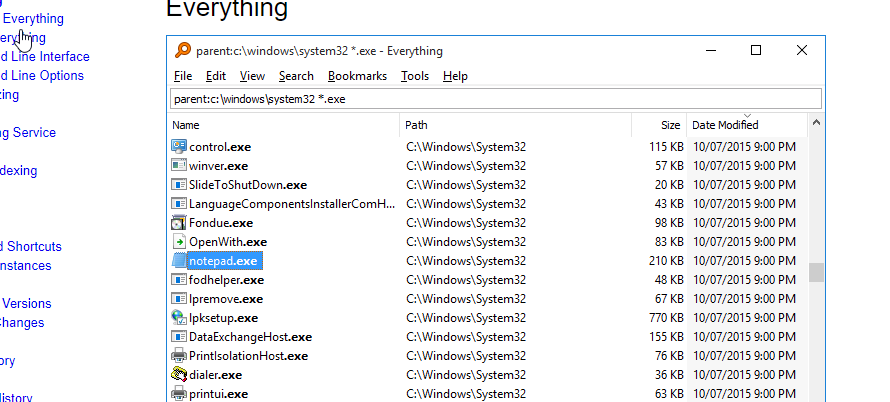 Everything
Everything
erything
d Line Interface
d Line Options
zing
ng Service
dexing
d Shortcuts
nstances
Versions
Changes
ory
History
parent:c:\windows\system32 *.exe - Everything
File Edit View Search Bookmarks Tools Help
parent:c:\windows\system32 *.exe
Name Path Size Date Modified
control.exe C:\Windows\System32 115 KB 10/07/2015 9:00 PM
winver.exe C:\Windows\System32 57 KB 10/07/2015 9:00 PM
SlideToShutDown.exe C:\Windows\System32 20 KB 10/07/2015 9:00 PM
LanguageComponentsInstallerComH... C:\Windows\System32 43 KB 10/07/2015 9:00 PM
Fondue.exe C:\Windows\System32 98 KB 10/07/2015 9:00 PM
OpenWith.exe C:\Windows\System32 83 KB 10/07/2015 9:00 PM
notepad.exe C:\Windows\System32 210 KB 10/07/2015 9:00 PM
fodhelper.exe C:\Windows\System32 48 KB 10/07/2015 9:00 PM
lpremove.exe C:\Windows\System32 67 KB 10/07/2015 9:00 PM
lpksetup.exe C:\Windows\System32 770 KB 10/07/2015 9:00 PM
DataExchangeHost.exe C:\Windows\System32 155 KB 10/07/2015 9:00 PM
PrintIsolationHost.exe C:\Windows\System32 76 KB 10/07/2015 9:00 PM
dialer.exe C:\Windows\System32 36 KB 10/07/2015 9:00 PM
printui.exe C:\Windows\System32 63 KB 10/07/2015 9:00 PM